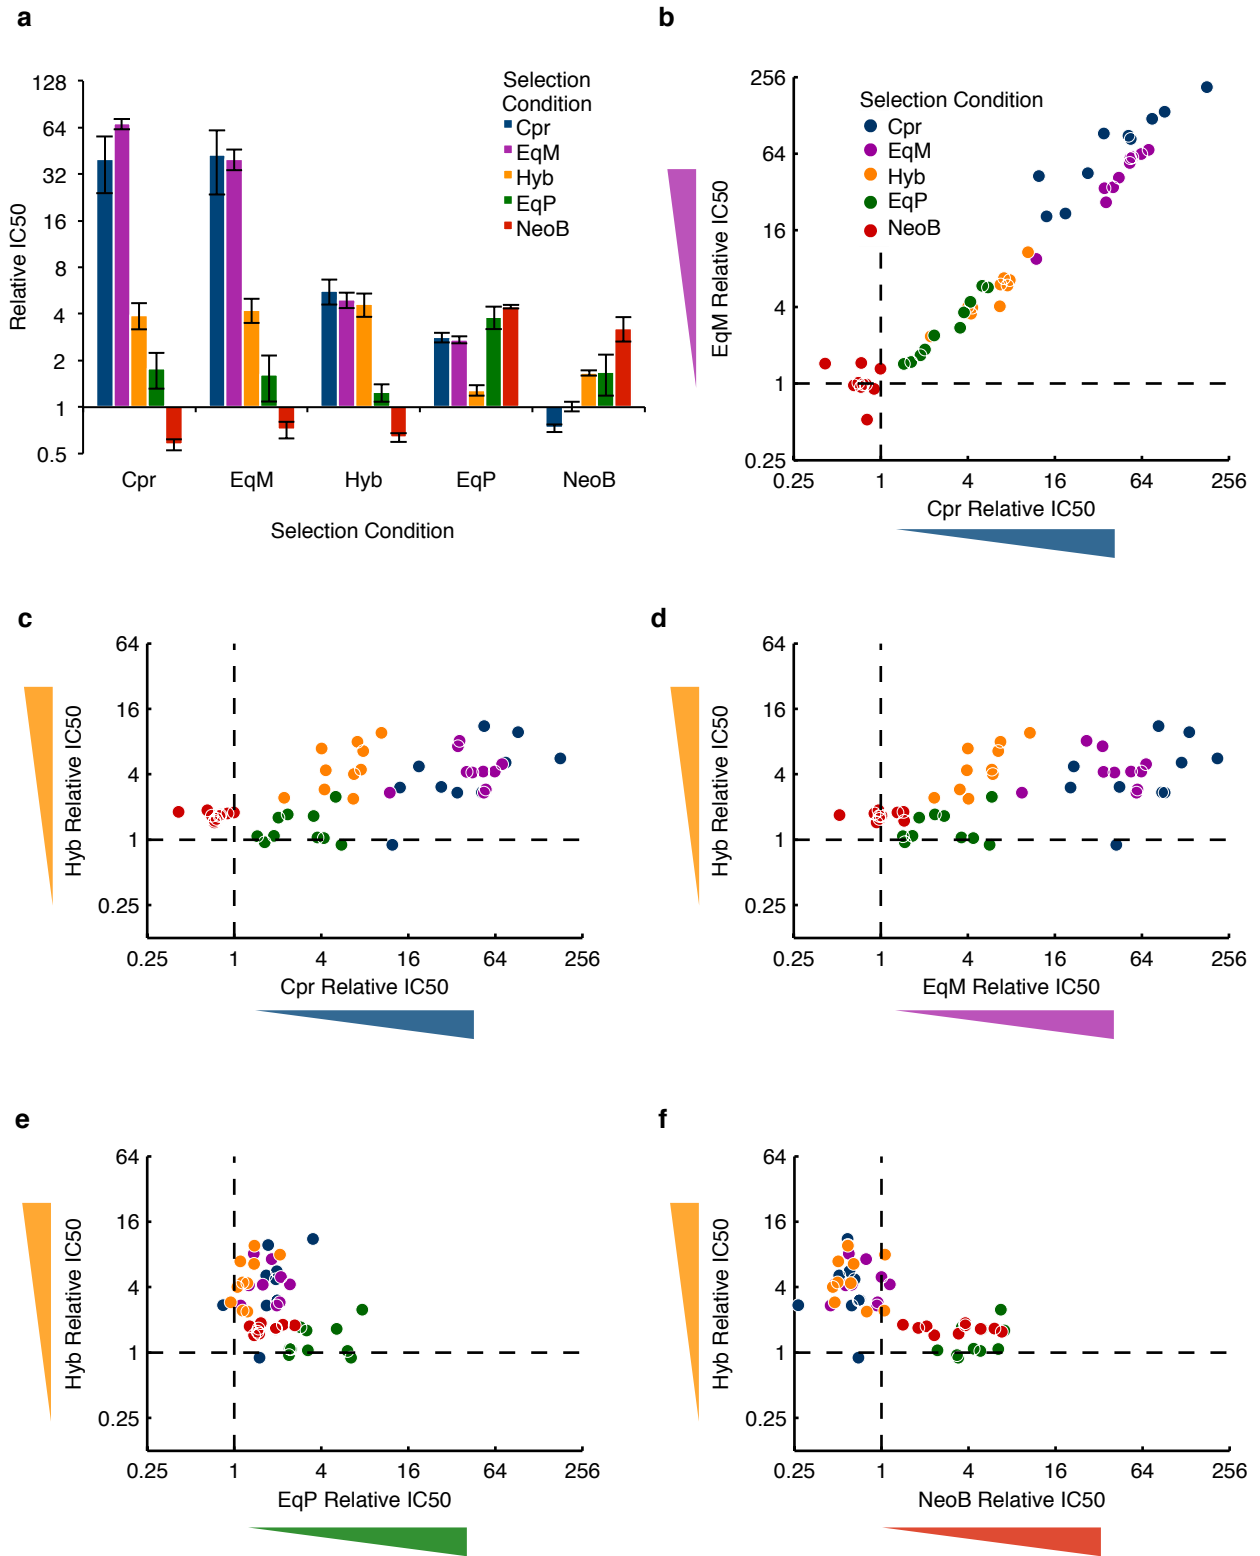 a
128
64
32
16
8
4
2
1
0.5
Relative IC50
Selection
Condition
Cpr
EqM
Hyb
EqP
NeoB
Cpr
EqM
Hyb
EqP
NeoB
Selection Condition
b
256
64
16
4
1
0.25
EqM Relative IC50
Selection Condition
Cpr
EqM
Hyb
EqP
NeoB
0.25
1
4
16
64
256
Cpr Relative IC50
c
64
16
4
1
0.25
Hyb Relative IC50
0.25
1
4
16
64
256
Cpr Relative IC50
d
64
16
4
1
0.25
Hyb Relative IC50
0.25
1
4
16
64
256
EqM Relative IC50
e
64
16
4
1
0.25
Hyb Relative IC50
0.25
1
4
16
64
256
EqP Relative IC50
f
64
16
4
1
0.25
Hyb Relative IC50
0.25
1
4
16
64
256
NeoB Relative IC50